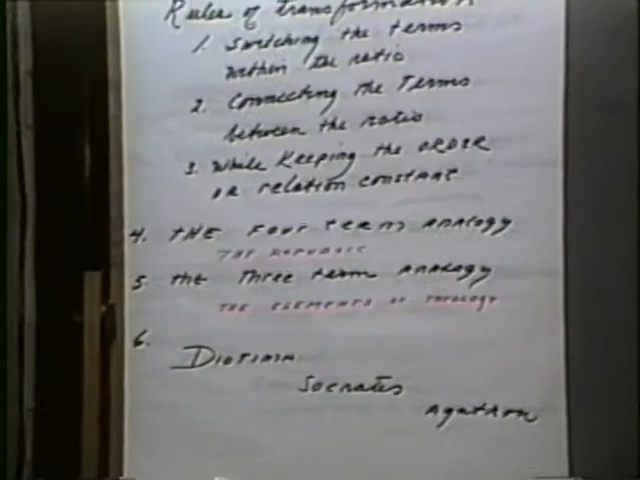 Rules of transformation
1. Switching the terms
within the ratio
2. Connecting the Terms
between the ratio
3. While Keeping the ORDER
OR relation constant
4. THE Four term Analogy
THE REPUBLIC
5. the Three term Analogy
THE ELEMENTS OF THEOLOGY
6.
Diotima
Socrates
Agathon